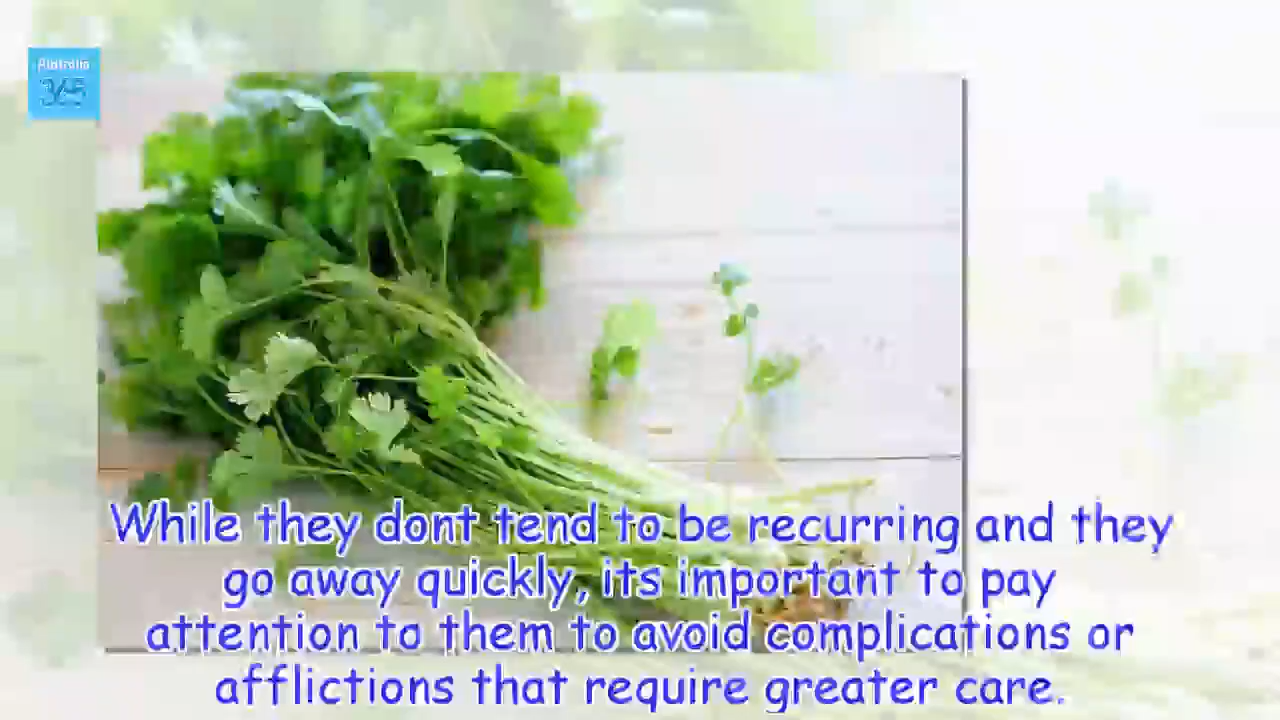 Australia
365
While they dont tend to be recurring and they
go away quickly, its important to pay
attention to them to avoid complications or
afflictions that require greater care.